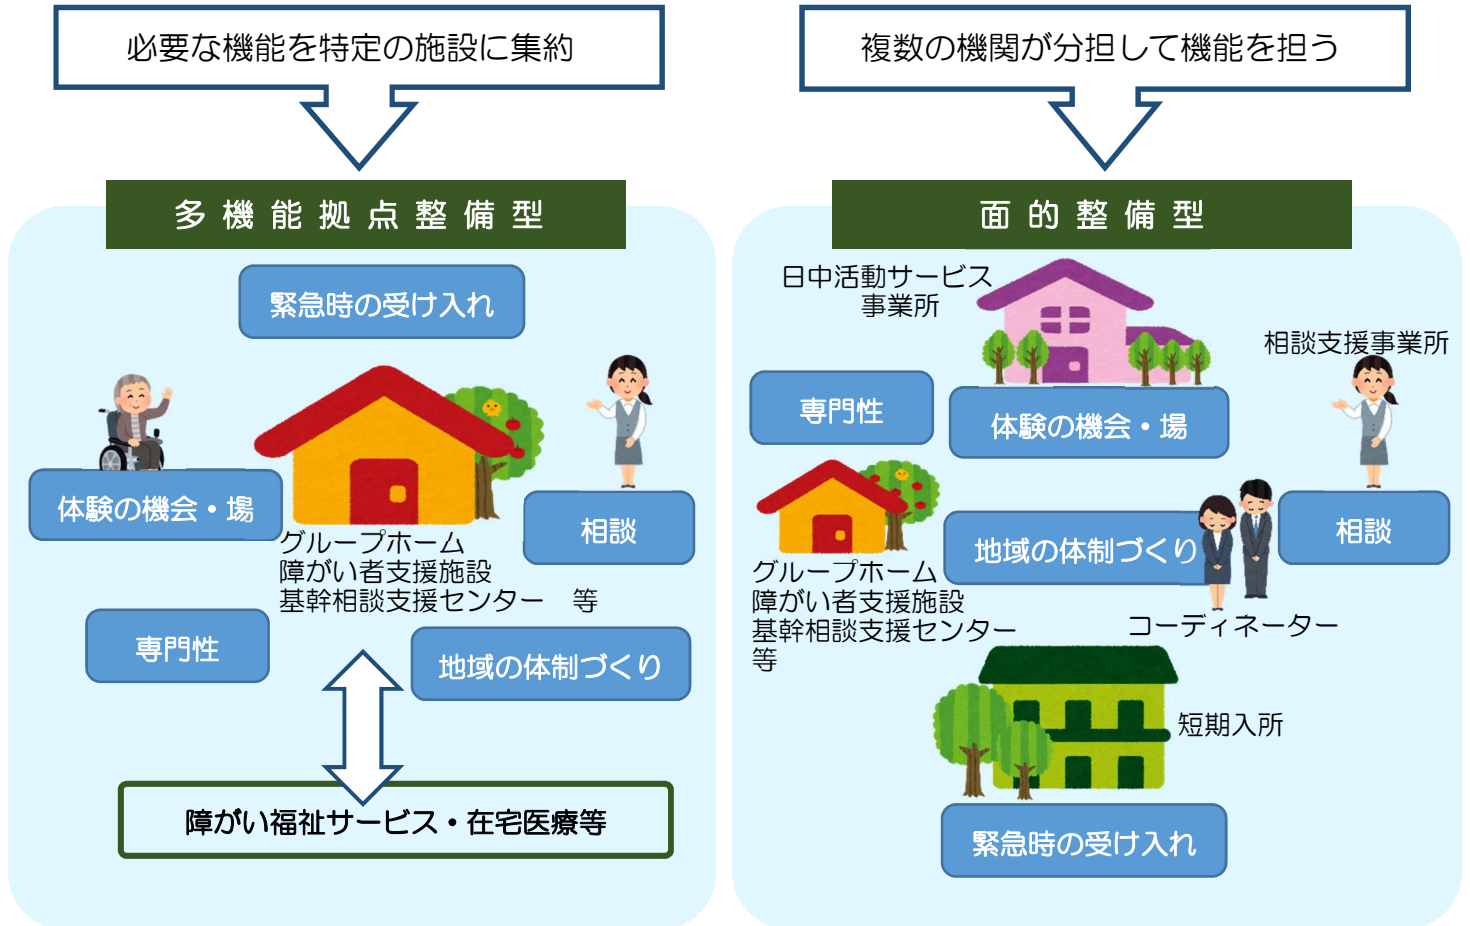 必要な機能を特定の施設に集約
多機能拠点整備型
緊急時の受け入れ
体験の機会・場
相談
グループホーム
障がい者支援施設
基幹相談支援センター　等
専門性
地域の体制づくり
障がい福祉サービス・在宅医療等
複数の機関が分担して機能を担う
面的整備型
日中活動サービス
事業所
相談支援事業所
専門性
体験の機会・場
相談
地域の体制づくり
グループホーム
障がい者支援施設
基幹相談支援センター
等
コーディネーター
短期入所
緊急時の受け入れ